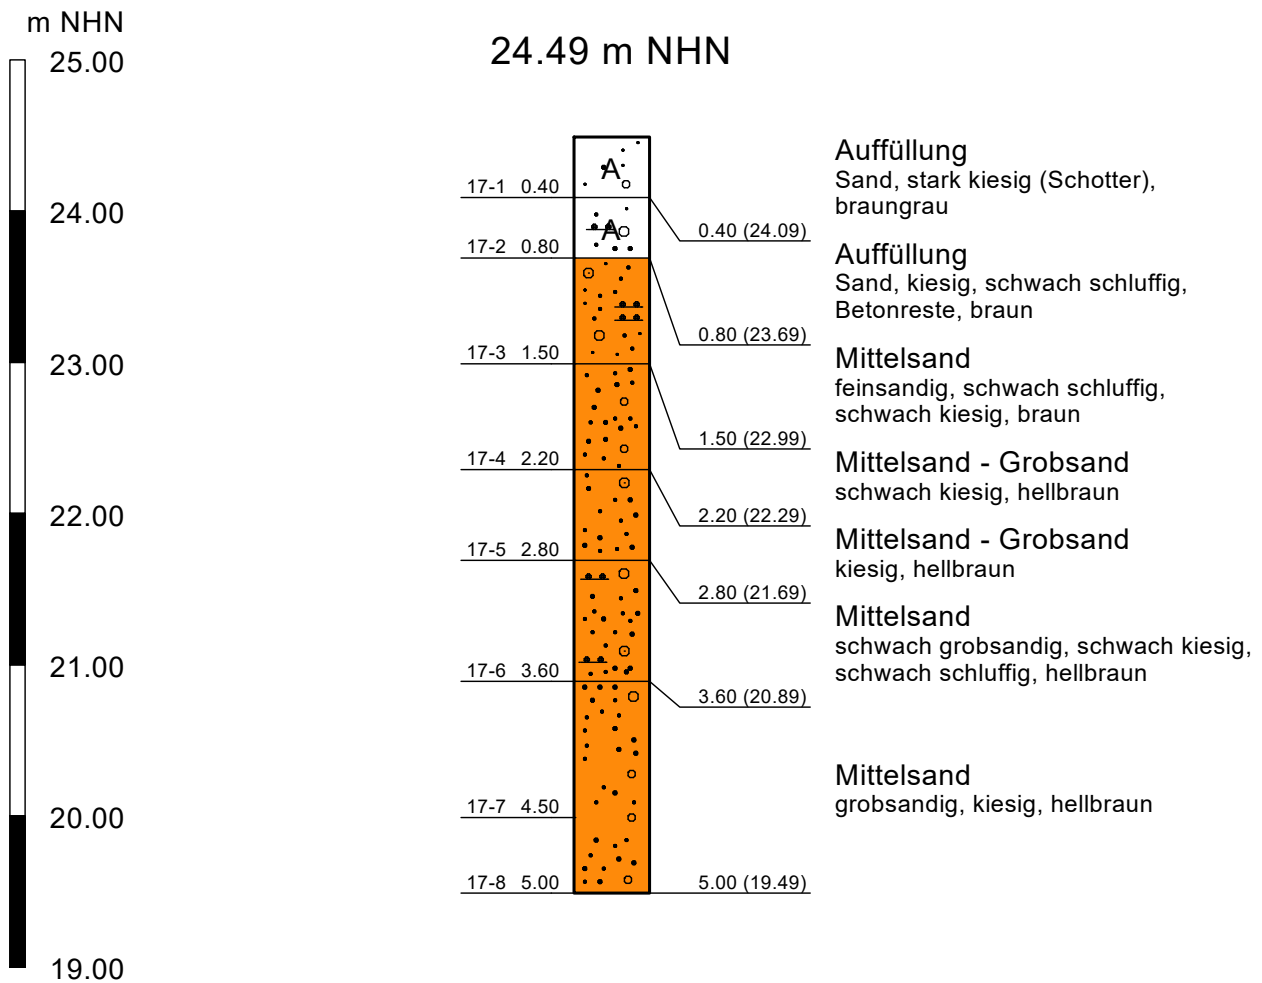 m NHN
24.49 m NHN
25.00
24.00
23.00
22.00
21.00
20.00
19.00
17-1 0.40
17-2 0.80
17-3 1.50
17-4 2.20
17-5 2.80
17-6 3.60
17-7 4.50
17-8 5.00
A
A
0.40 (24.09)
0.80 (23.69)
1.50 (22.99)
2.20 (22.29)
2.80 (21.69)
3.60 (20.89)
5.00 (19.49)
Auffüllung
Sand, stark kiesig (Schotter),
braungrau
Auffüllung
Sand, kiesig, schwach schluffig,
Betonreste, braun
Mittelsand
feinsandig, schwach schluffig,
schwach kiesig, braun
Mittelsand - Grobsand
schwach kiesig, hellbraun
Mittelsand - Grobsand
kiesig, hellbraun
Mittelsand
schwach grobsandig, schwach kiesig,
schwach schluffig, hellbraun
Mittelsand
grobsandig, kiesig, hellbraun